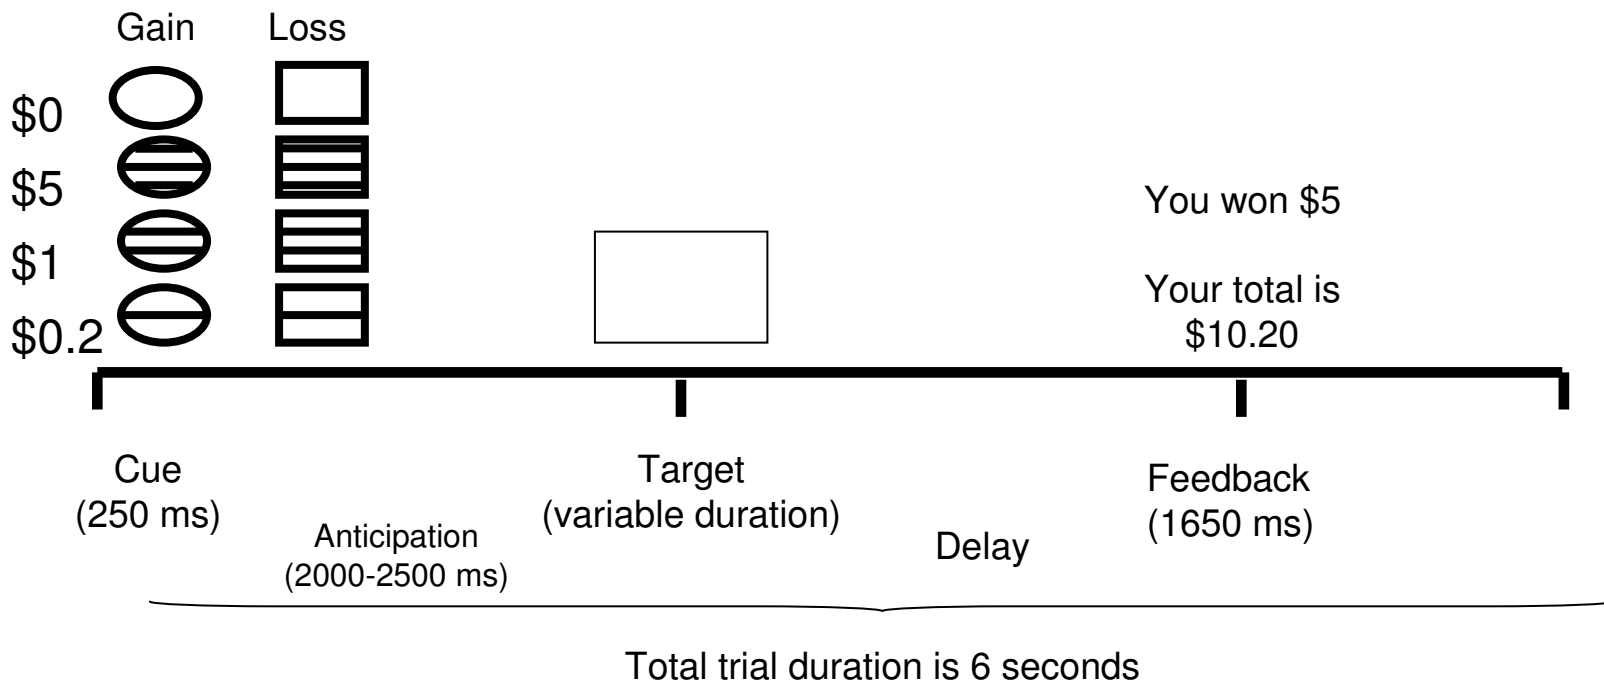 Gain Loss
$0
$5
$1
$0.2
You won $5
Your total is
$10.20
Cue
(250 ms)
Anticipation
(2000-2500 ms)
Target
(variable duration)
Delay
Feedback
(1650 ms)
Total trial duration is 6 seconds